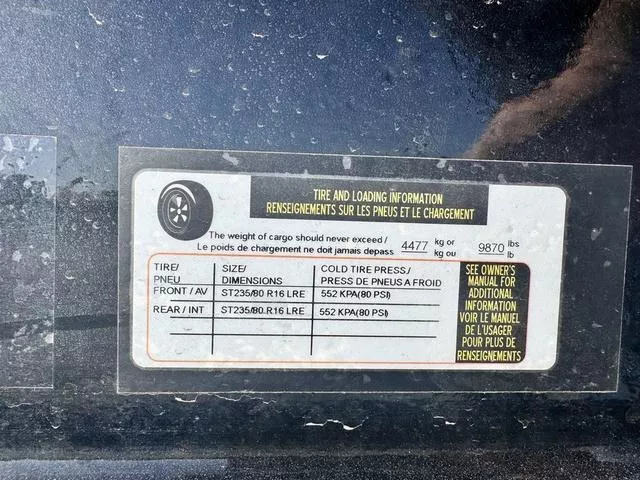 TIRE AND LOADING INFORMATION
RENSEIGNEMENTS SUR LES PNEUS ET LE CHARGEMENT
The weight of cargo should never exceed / 4477 kg or 9870 lbs
Le poids de chargement ne doit jamais depass kg ou lb
TIRE/ SIZE/ COLD TIRE PRESS./
PNEU DIMENSIONS PRESS DE PNEUS A FROID
FRONT / AV ST235/80 R16 LRE 552 KPA(80 PSI)
REAR / INT ST235/80 R16 LRE 552 KPA(80 PSI)
SEE OWNER'S
MANUAL FOR
ADDITIONAL
INFORMATION
VOIR LE MANUEL
DE L'USAGER
POUR PLUS DE
RENSEIGNEMENTS